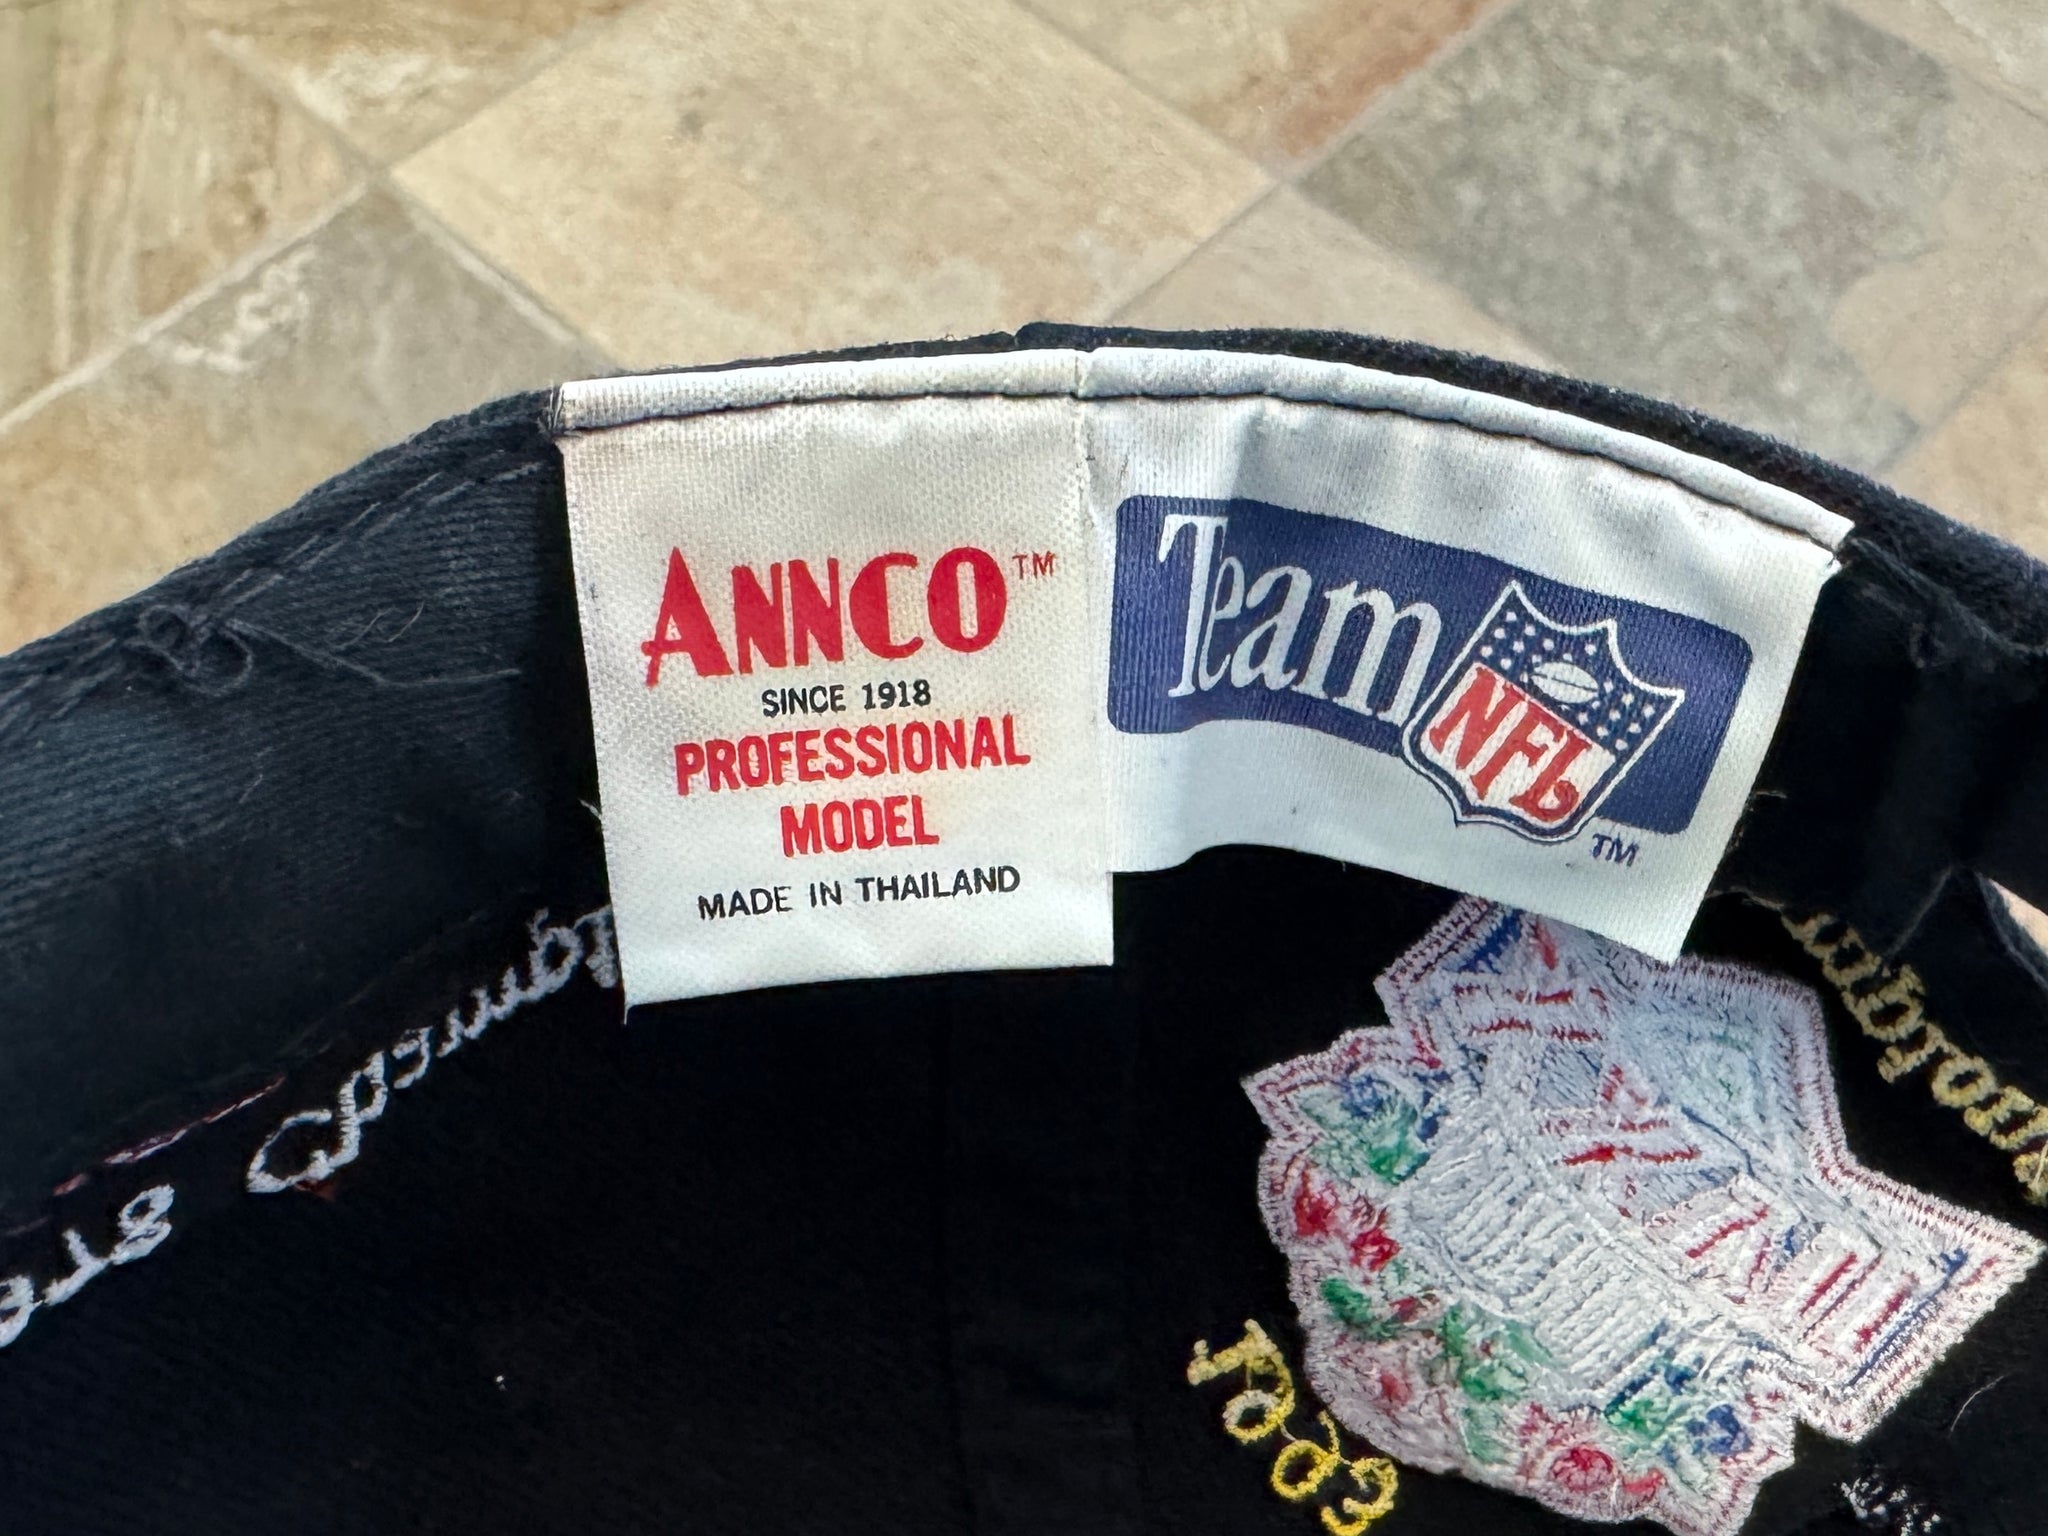 ANNCO™
SINCE 1918
PROFESSIONAL
MODEL
MADE IN THAILAND
Team NFL
TM